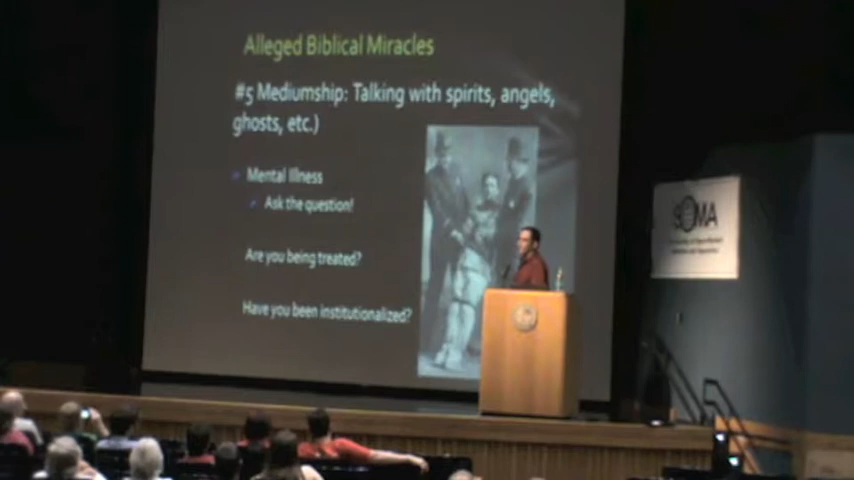 Alleged Biblical Miracles
#5 Mediumship: Talking with spirits, angels,
ghosts, etc.)
Mental Illness
Ask the question!
Are you being treated?
Have you been institutionalized?
SOMA